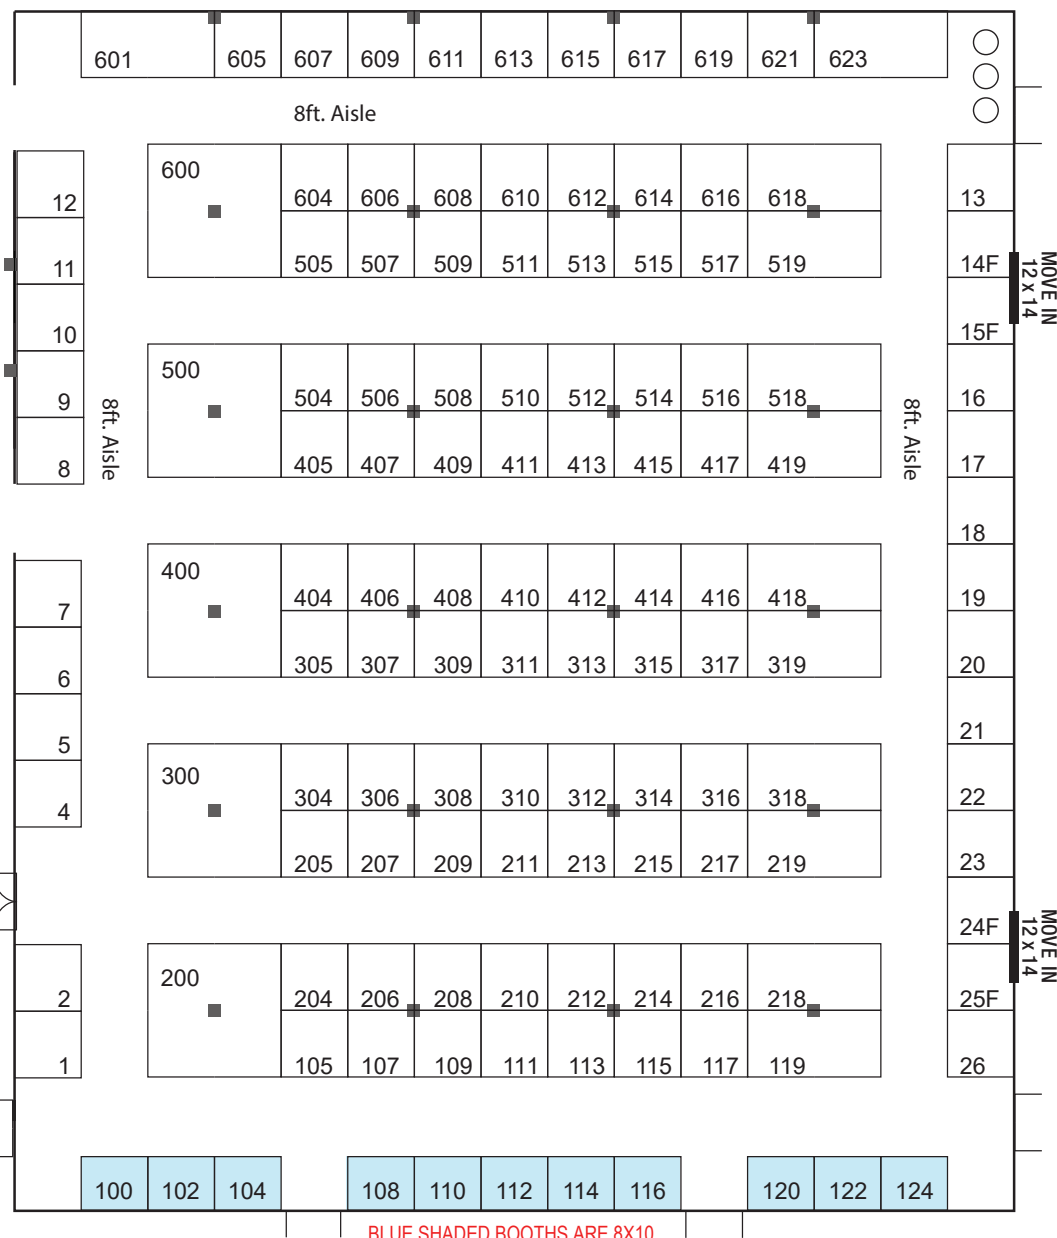 601 605 607 609 611 613 615 617 619 621 623
8ft. Aisle
600
604 606 608 610 612 614 616 618
505 507 509 511 513 515 517 519
500
504 506 508 510 512 514 516 518
405 407 409 411 413 415 417 419
400
404 406 408 410 412 414 416 418
305 307 309 311 313 315 317 319
300
304 306 308 310 312 314 316 318
205 207 209 211 213 215 217 219
200
204 206 208 210 212 214 216 218
105 107 109 111 113 115 117 119
12
11
10
9
8
7
6
5
4
2
1
8ft. Aisle
8ft. Aisle
13
14F
15F
16
17
18
19
20
21
22
23
24F
25F
26
MOVE IN
12 x 14
MOVE IN
12 x 14
100 102 104 108 110 112 114 116 120 122 124
BLUE SHADED BOOTHS ARE 8X10